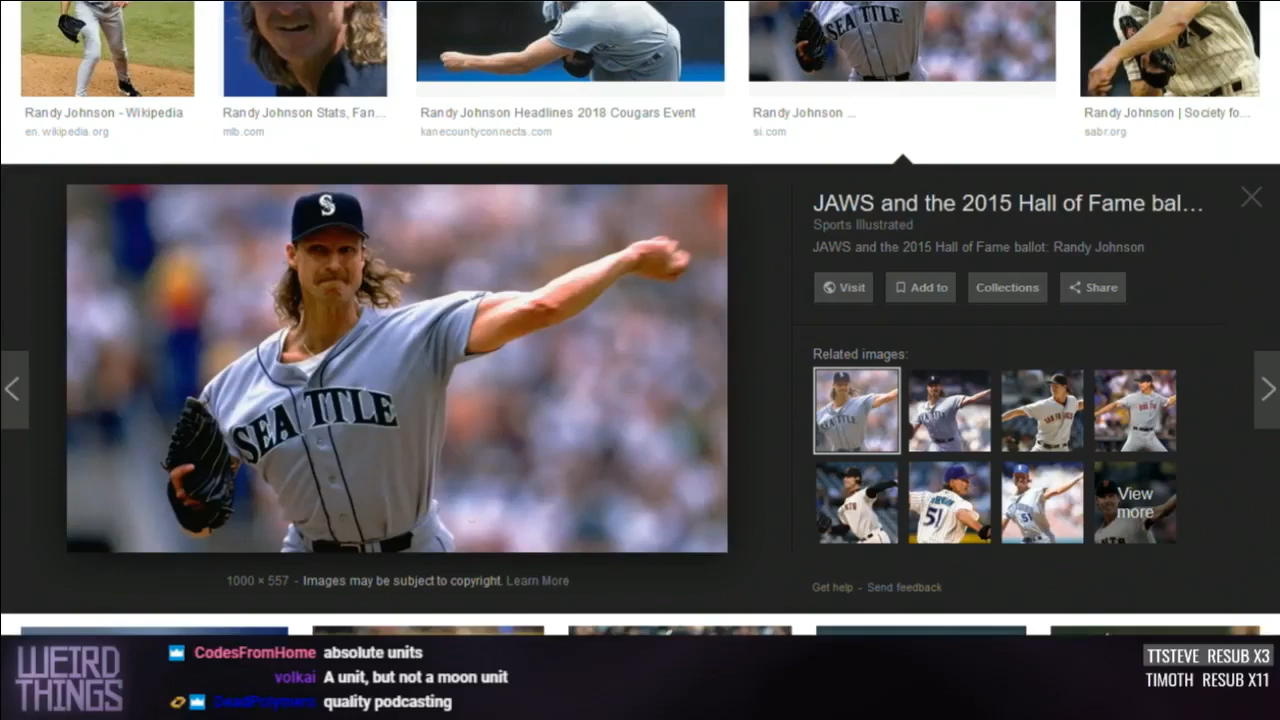 SEATTLE
Randy Johnson - Wikipedia
en.wikipedia.org
Randy Johnson Stats, Fan...
mlb.com
Randy Johnson Headlines 2018 Cougars Event
kanecountyconnects.com
Randy Johnson ...
si.com
Randy Johnson | Society fo...
sabr.org
S
SEATTLE
JAWS and the 2015 Hall of Fame bal...
Sports Illustrated
JAWS and the 2015 Hall of Fame ballot: Randy Johnson
Visit
Add to
Collections
Share
Related images:
SEATTLE
51
51
View
more
1000 × 557 - Images may be subject to copyright. Learn More
Get help - Send feedback
WEIRD
THINGS
CodesFromHome absolute units
volkai A unit, but not a moon unit
quality podcasting
TTSTEVE RESUB X3
TIMOTH RESUB X11